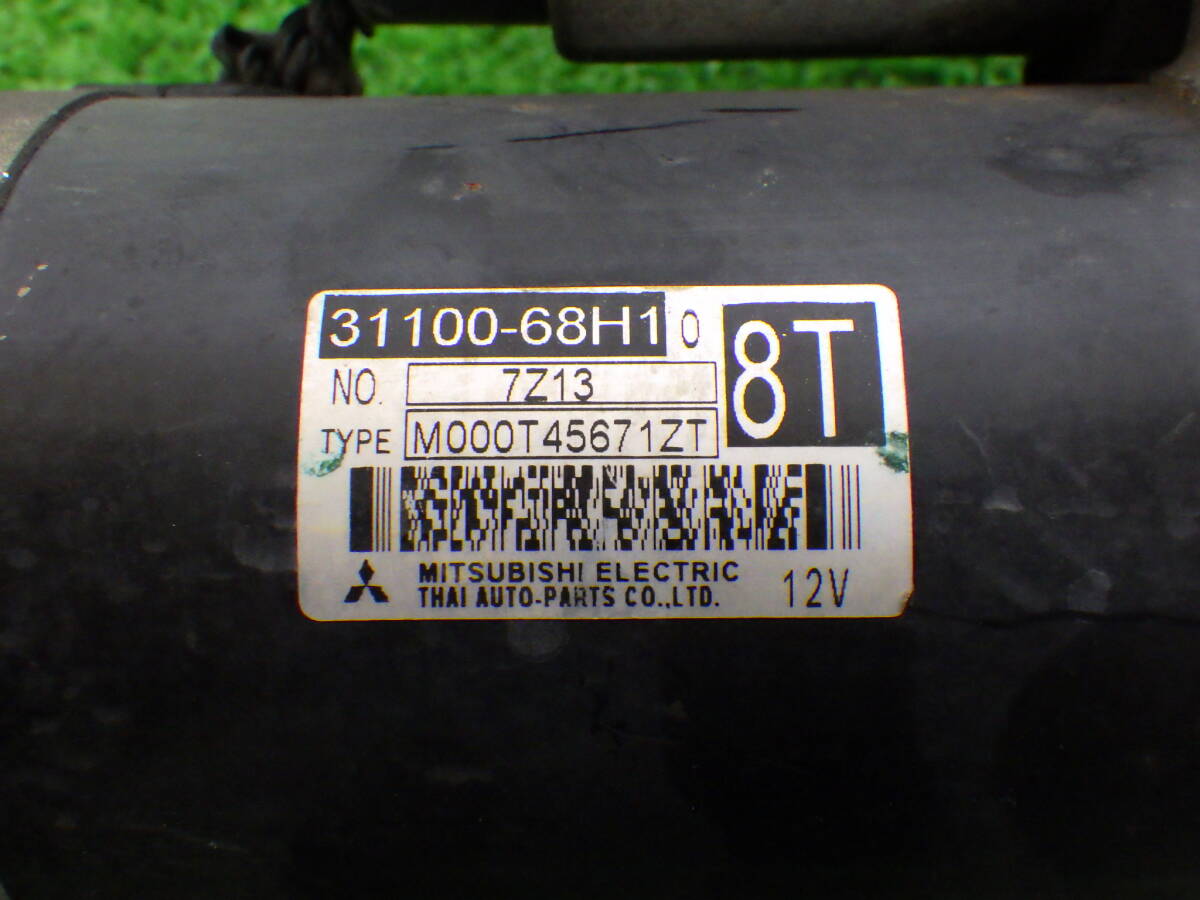 31100-68H10
8T
NO. 7Z13
TYPE M000T45671ZT
MITSUBISHI ELECTRIC
THAI AUTO-PARTS CO.,LTD.
12V